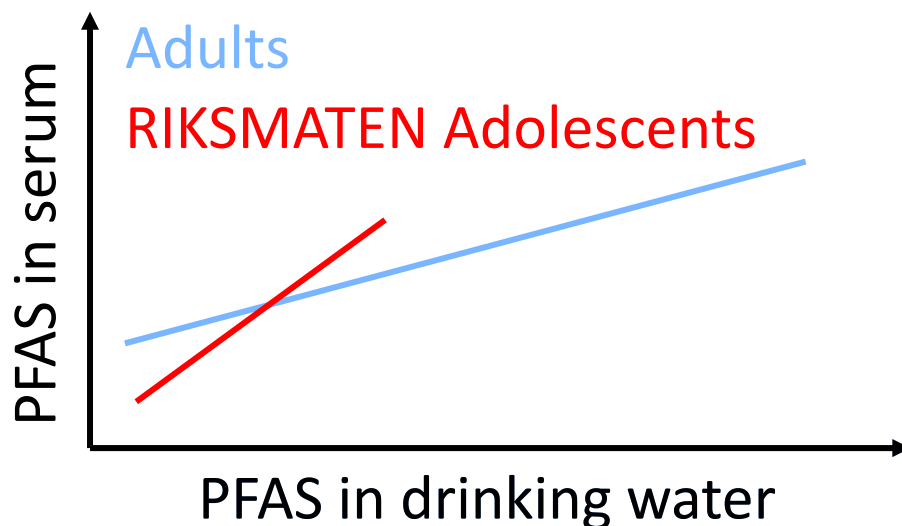 Adults
RIKSMATEN Adolescents
PFAS in serum
PFAS in drinking water